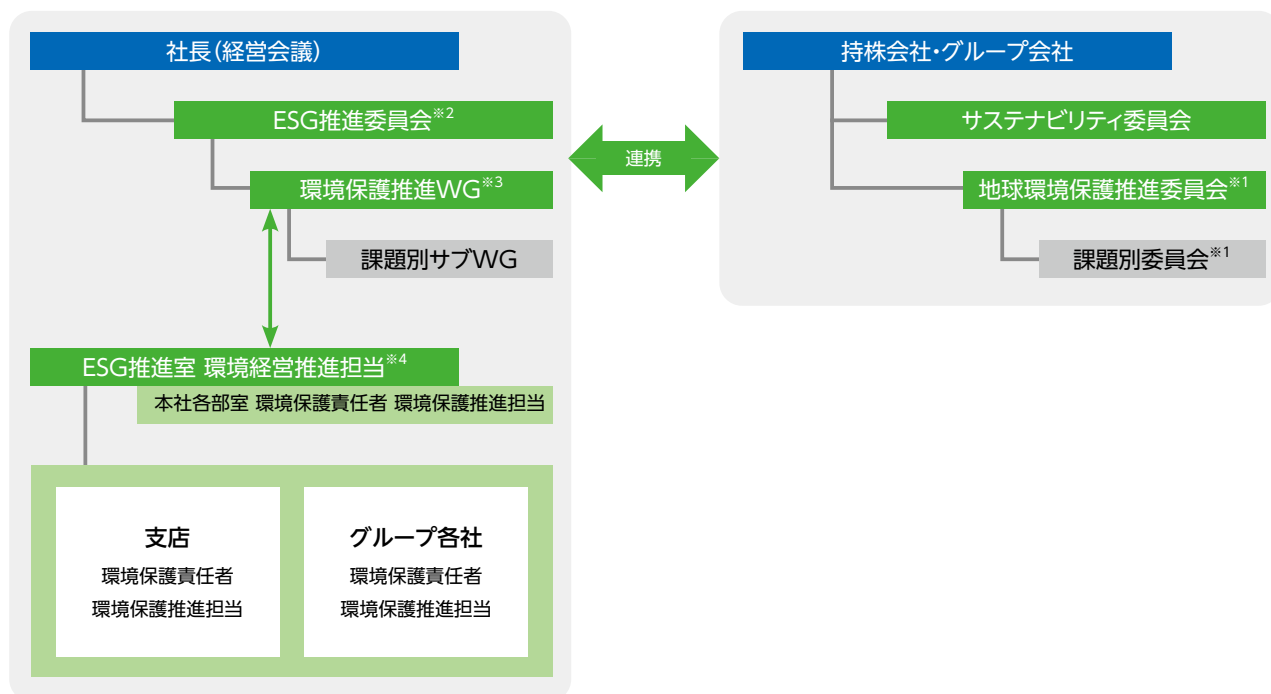 社長（経営会議）
ESG推進委員会※2
環境保護推進WG※3
課題別サブWG
ESG推進室 環境経営推進担当※4
本社各部室 環境保護責任者 環境保護推進担当
支店
環境保護責任者
環境保護推進担当
グループ各社
環境保護責任者
環境保護推進担当
連携
持株会社・グループ会社
サステナビリティ委員会
地球環境保護推進委員会※1
課題別委員会※1